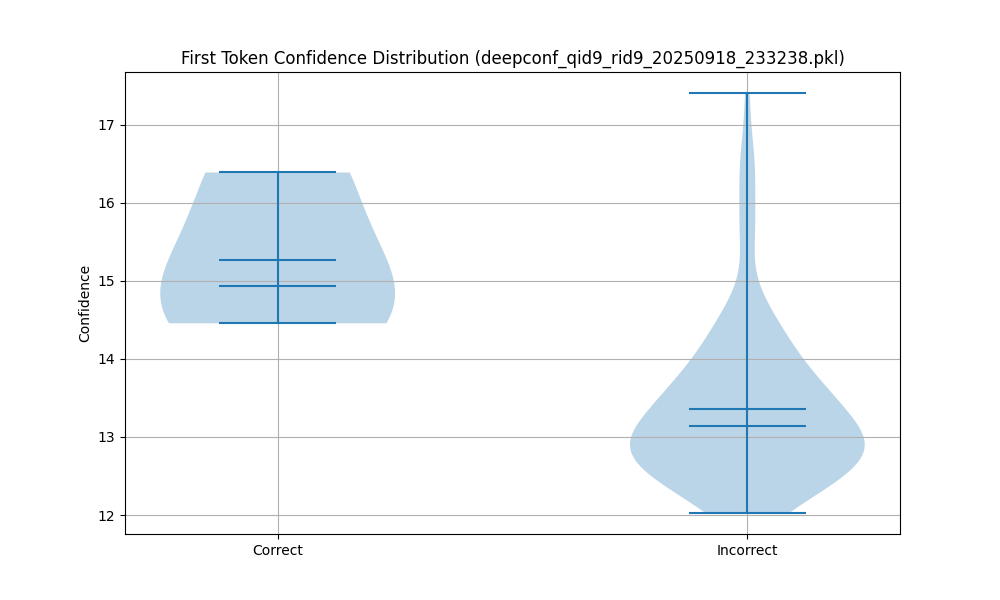 First Token Confidence Distribution (deepconf_qid9_rid9_20250918_233238.pkl)
Confidence
17
16
15
14
13
12
Correct
Incorrect